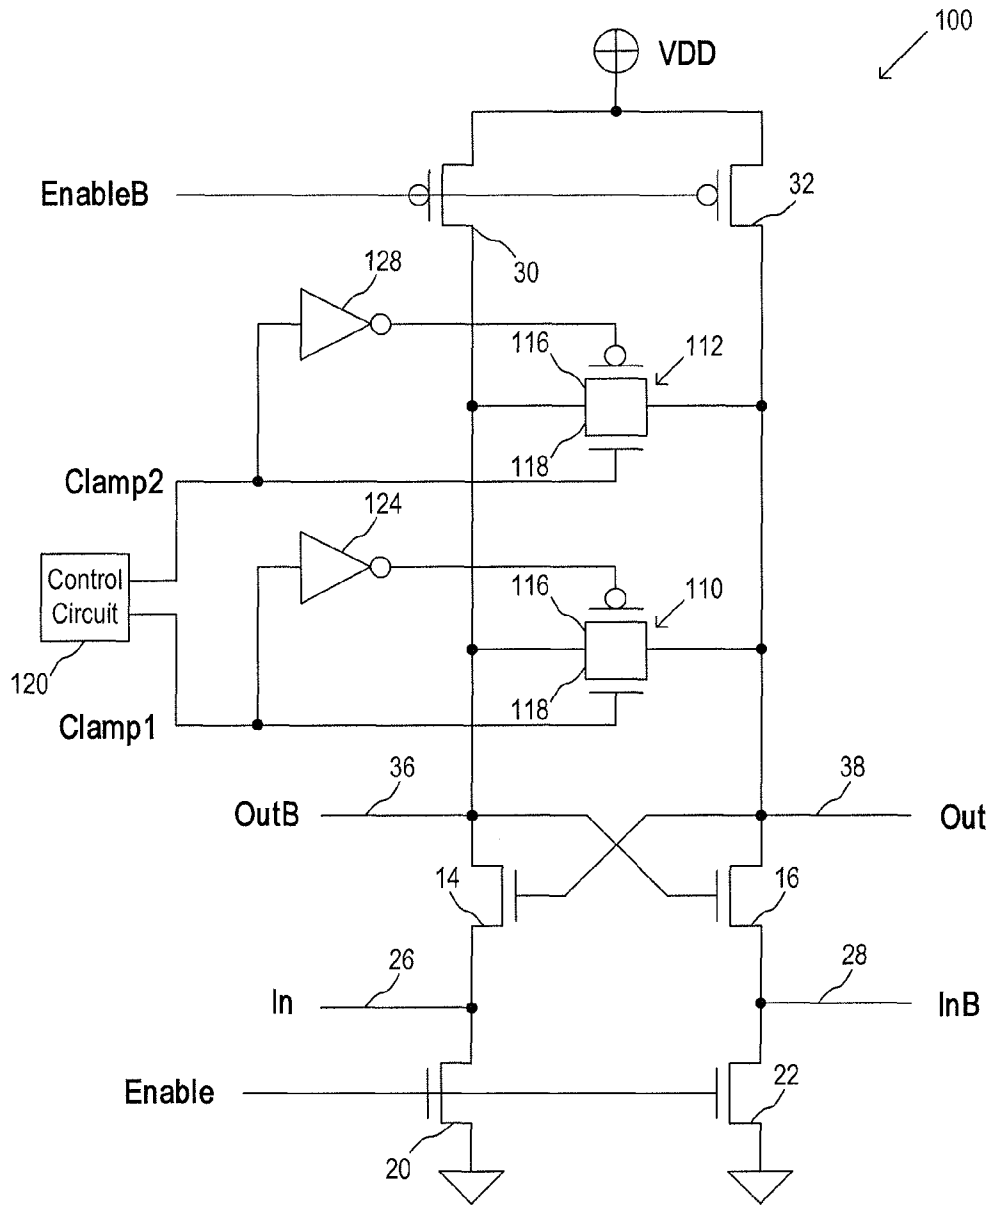 100
VDD
EnableB
32
30
128
116
112
118
Clamp2
124
Control
Circuit
116
110
120
118
Clamp1
36
38
OutB
Out
14
16
26
28
In
InB
Enable
22
20